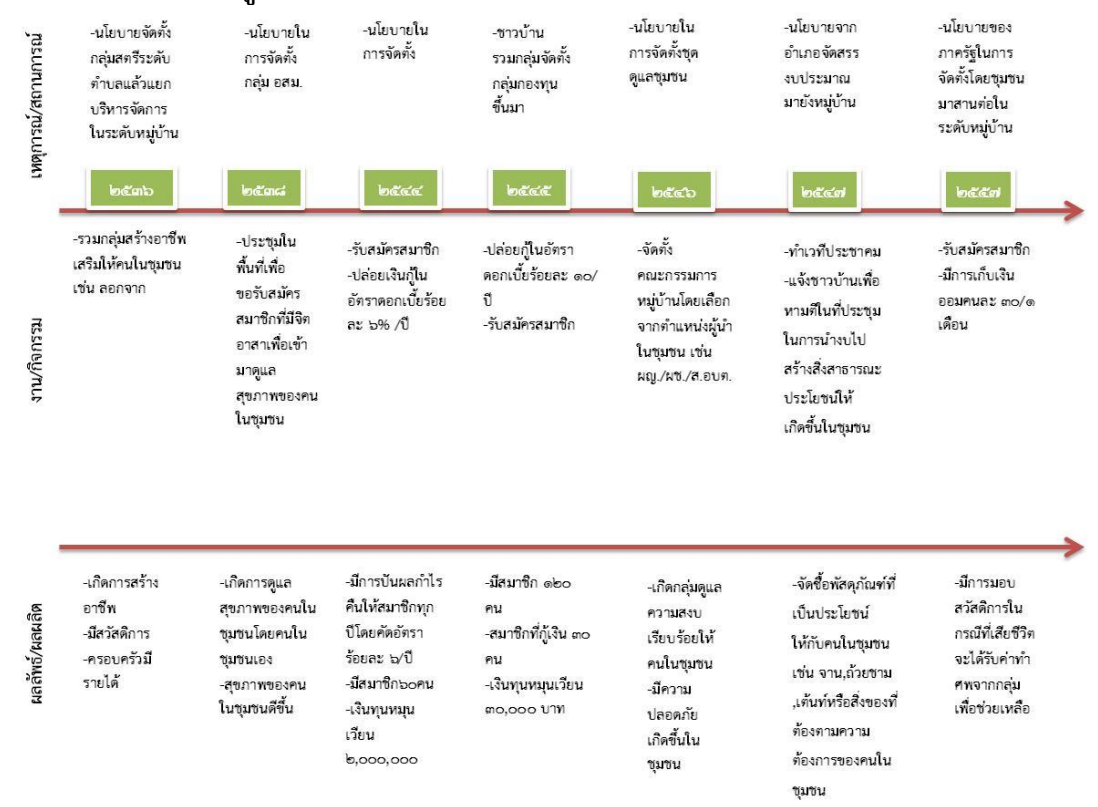 เหตุการณ์/สถานการณ์
-นโยบายจัดตั้ง
กลุ่มสตรีระดับ
ตำบลแล้วแยก
บริหารจัดการ
ในระดับหมู่บ้าน
-นโยบายใน
การจัดตั้ง
กลุ่ม อสม.
-นโยบายใน
การจัดตั้ง
-ชาวบ้าน
รวมกลุ่มจัดตั้ง
กลุ่มกองทุน
ขึ้นมา
-นโยบายใน
การจัดตั้งชุด
ดูแลชุมชน
-นโยบายจาก
อำเภอจัดสรร
งบประมาณ
มายังหมู่บ้าน
-นโยบายของ
ภาครัฐในการ
จัดตั้งโดยชุมชน
มาสานต่อใน
ระดับหมู่บ้าน
๒๕๓๖
๒๕๓๘
๒๕๔๔
๒๕๔๕
๒๕๔๖
๒๕๔๗
๒๕๕๗
งาน/กิจกรรม
-รวมกลุ่มสร้างอาชีพ
เสริมให้คนในชุมชน
เช่น ลอกจาก
-ประชุมใน
พื้นที่เพื่อ
ขอรับสมัคร
สมาชิกที่มีจิต
อาสาเพื่อเข้า
มาดูแล
สุขภาพของคน
ในชุมชน
-รับสมัครสมาชิก
-ปล่อยเงินกู้ใน
อัตราดอกเบี้ยร้อย
ละ ๖% /ปี
-ปล่อยกู้ในอัตรา
ดอกเบี้ยร้อยละ ๑๐/
ปี
-รับสมัครสมาชิก
-จัดตั้ง
คณะกรรมการ
หมู่บ้านโดยเลือก
จากตำแหน่งผู้นำ
ในชุมชน เช่น
ผญ./ผช./ส.อบต.
-ทำเวทีประชาคม
-แจ้งชาวบ้านเพื่อ
หามติในที่ประชุม
ในการนำงบไป
สร้างสิ่งสาธารณะ
ประโยชน์ให้
เกิดขึ้นในชุมชน
-รับสมัครสมาชิก
-มีการเก็บเงิน
ออมคนละ ๓๐/๑
เดือน
ผลลัพธ์/ผลผลิต
-เกิดการสร้าง
อาชีพ
-มีสวัสดิการ
-ครอบครัวมี
รายได้
-เกิดการดูแล
สุขภาพของคนใน
ชุมชนโดยคนใน
ชุมชนเอง
-สุขภาพของคน
ในชุมชนดีขึ้น
-มีการปันผลกำไร
คืนให้สมาชิกทุก
ปีโดยคัดอัตรา
ร้อยละ ๖/ปี
-มีสมาชิก๖๐คน
-เงินทุนหมุน
เวียน
๒,๐๐๐,๐๐๐
-มีสมาชิก ๑๒๐
คน
-สมาชิกที่กู้เงิน ๓๐
คน
-เงินทุนหมุนเวียน
๓๐,๐๐๐ บาท
-เกิดกลุ่มดูแล
ความสงบ
เรียบร้อยให้
คนในชุมชน
-มีความ
ปลอดภัย
เกิดขึ้นใน
ชุมชน
-จัดซื้อพัสดุภัณฑ์ที่
เป็นประโยชน์
ให้กับคนในชุมชน
เช่น จาน,ถ้วยชาม
,เต้นท์หรือสิ่งของที่
ต้องตามความ
ต้องการของคนใน
ชุมชน
-มีการมอบ
สวัสดิการใน
กรณีที่เสียชีวิต
จะได้รับค่าทำ
ศพจากกลุ่ม
เพื่อช่วยเหลือ